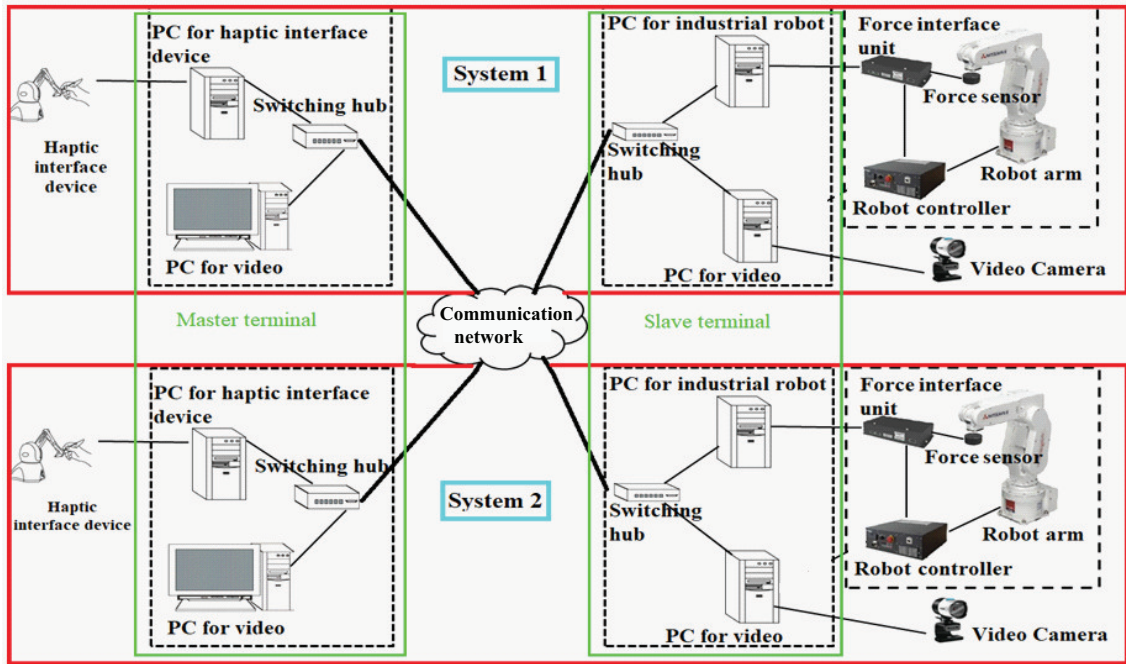 PC for haptic interface
device
Switching hub
Haptic
interface
device
PC for video
System 1
PC for industrial robot
Switching
hub
PC for video
Force interface
unit
Force sensor
Robot arm
Robot controller
Video Camera
Master terminal
Communication
network
Slave terminal
PC for haptic interface
device
Switching hub
Haptic
interface device
PC for video
System 2
PC for industrial robot
Switching
hub
PC for video
Force interface
unit
Force sensor
Robot arm
Robot controller
Video Camera